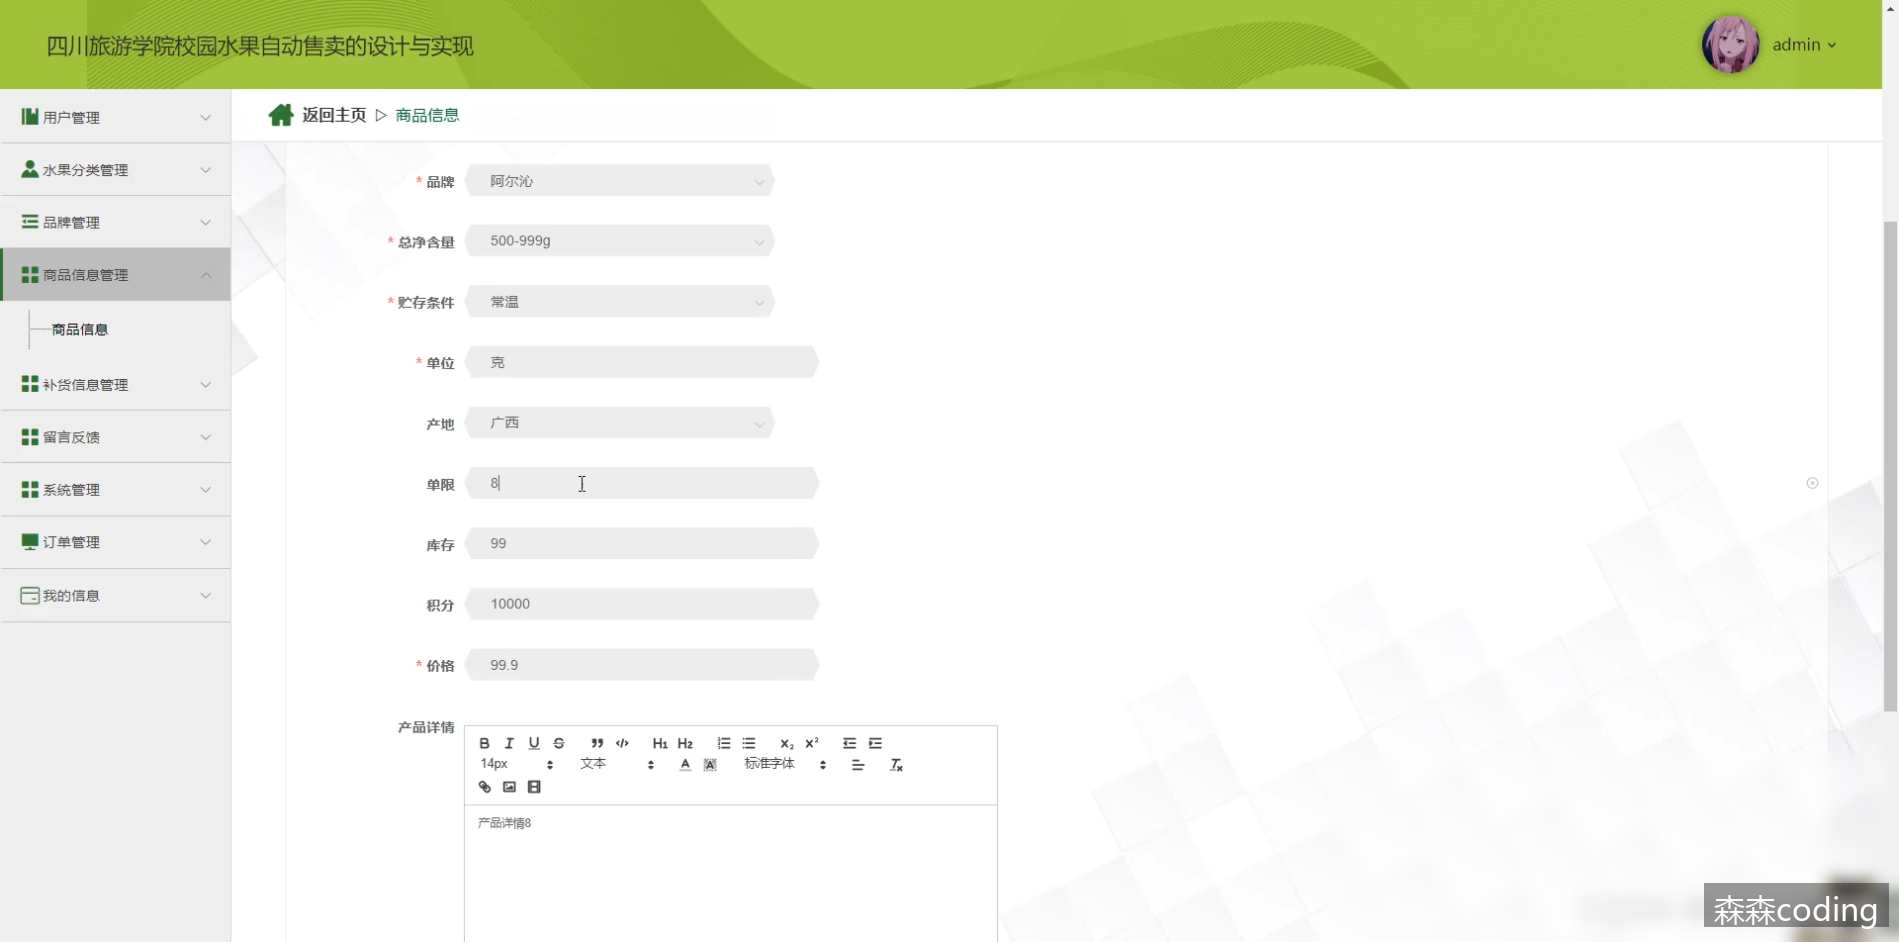 四川旅游学院校园水果自动售卖的设计与实现
admin
用户管理
水果分类管理
品牌管理
商品信息管理
商品信息
补货信息管理
留言反馈
系统管理
订单管理
我的信息
返回主页 ▷ 商品信息
* 品牌 阿尔沁
* 总净含量 500-999g
* 贮存条件 常温
* 单位 克
产地 广西
单限 8
库存 99
积分 10000
* 价格 99.9
产品详情
B I U S ” </> H1 H2 x₂ x²
14px 文本 A A 标准字体 Tx
产品详情8
森森coding